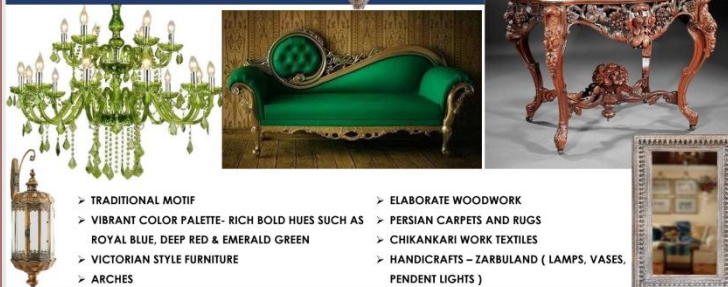 ➢ TRADITIONAL MOTIF
➢ VIBRANT COLOR PALETTE- RICH BOLD HUES SUCH AS
ROYAL BLUE, DEEP RED & EMERALD GREEN
➢ VICTORIAN STYLE FURNITURE
➢ ARCHES
➢ ELABORATE WOODWORK
➢ PERSIAN CARPETS AND RUGS
➢ CHIKANKARI WORK TEXTILES
➢ HANDICRAFTS – ZARBULAND ( LAMPS, VASES,
PENDENT LIGHTS )